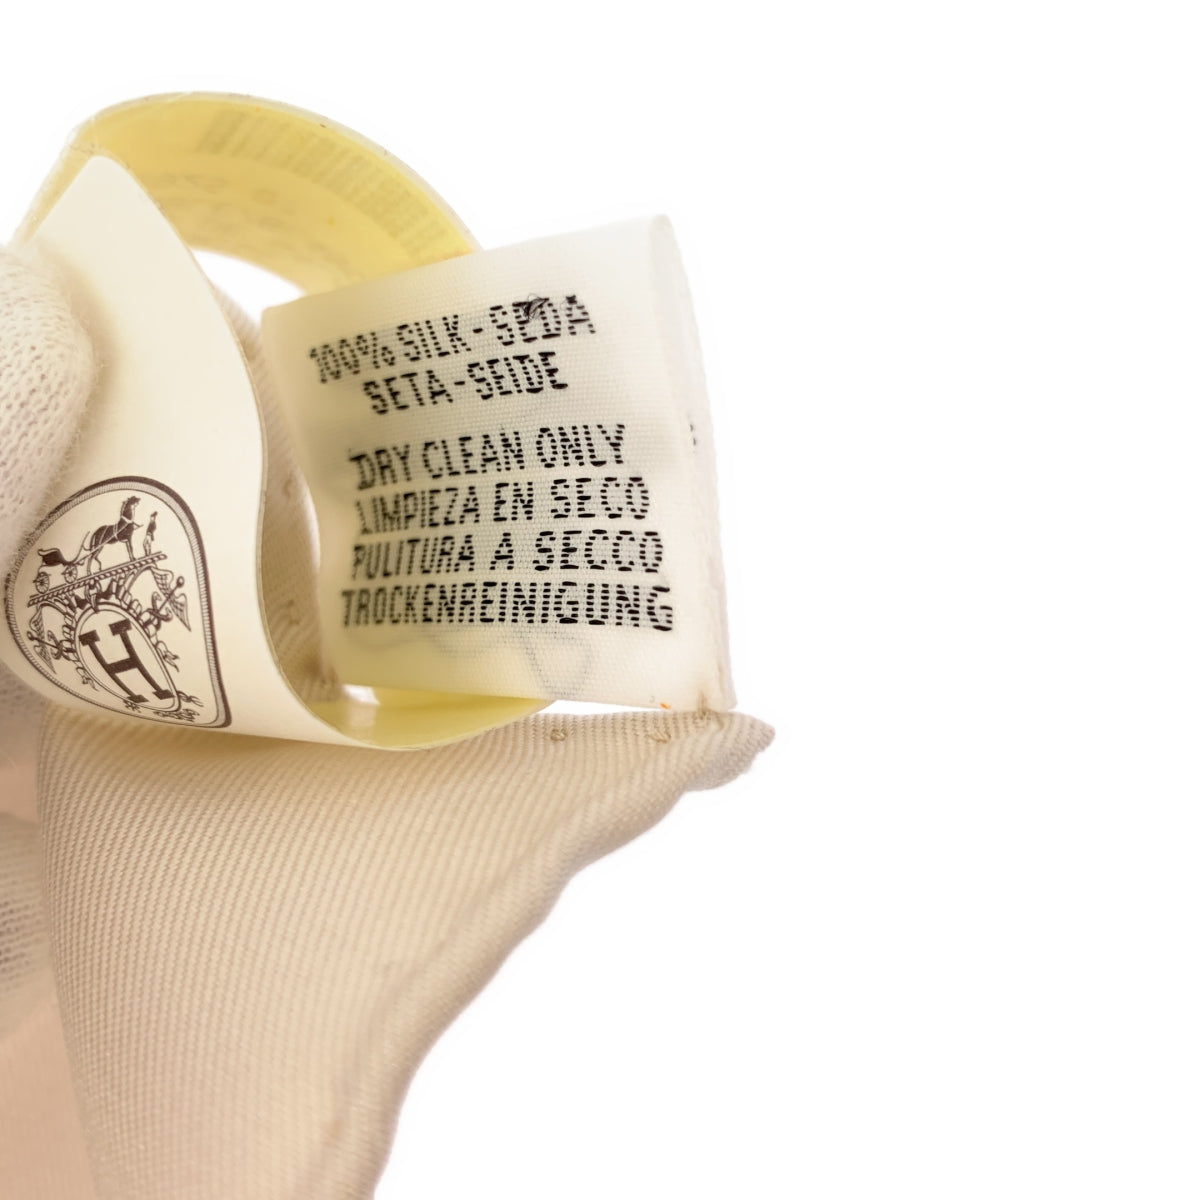 100% SILK - SEDA
SETA - SEIDE
DRY CLEAN ONLY
LIMPIEZA EN SECO
PULITURA A SECCO
TROCKENREINIGUNG
H